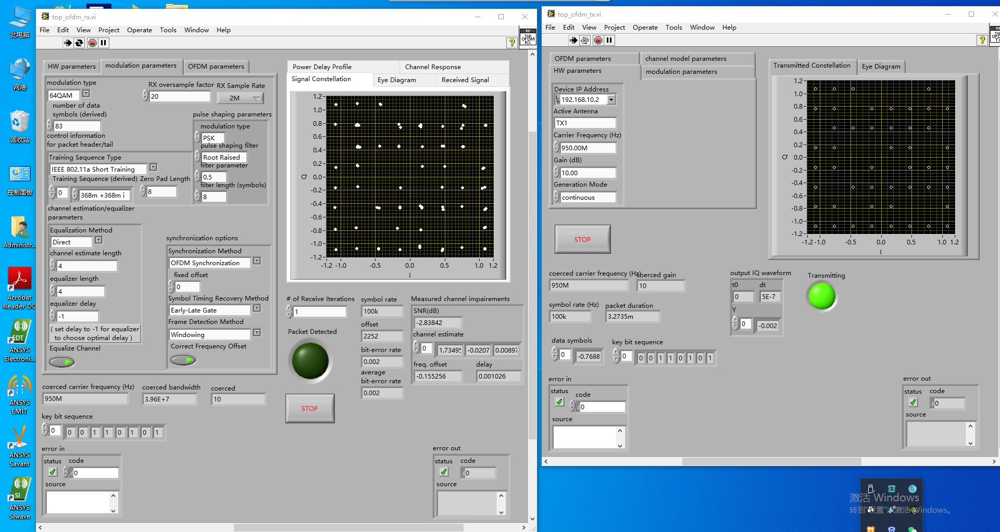 此电脑
网络
回收站
控制面板
Administr...
Acrobat
Reader DC
EDT
ANSYS
Electroni...
ANSYS
EMIT
ANSYS
Savant
SI
ANSYS
SIwave
top_ofdm_rx.vi
File Edit View Project Operate Tools Window Help
RF
top
OFDM
RX
HW parameters modulation parameters OFDM parameters
modulation type
64QAM
RX oversample factor RX Sample Rate
20 2M
number of data
symbols (derived)
83
control information
for packet header/tail
pulse shaping parameters
modulation type
PSK
pulse shaping filter
Root Raised
filter parameter
0.5
filter length (symbols)
8
Training Sequence Type
IEEE 802.11a Short Training
Training Sequence (derived) Zero Pad Length
0 368m +368m i 8
channel estimation/equalizer
parameters
Equalization Method
Direct
channel estimate length
4
equalizer length
4
equalizer delay
-1
( set delay to -1 for equalizer
to choose optimal delay )
Equalize Channel
synchronization options
Synchronization Method
OFDM Synchronization
fixed offset
0
Symbol Timing Recovery Method
Early-Late Gate
Frame Detection Method
Windowing
Correct Frequency Offset
coerced carrier frequency (Hz) coerced bandwidth coerced
950M 3.96E+7 10
key bit sequence
0 0 0 1 1 0 1 0 1
error in
status code
0
source
Power Delay Profile Channel Response
Signal Constellation Eye Diagram Received Signal
1.2
1.0
0.8
0.6
0.4
0.2
0.0
-0.2
-0.4
-0.6
-0.8
-1.0
-1.2
Q
-1.2 -1.0 -0.5 0.0 0.5 1.0 1.2
I
# of Receive Iterations
1
Packet Detected
STOP
symbol rate
100k
offset
2252
bit-error rate
0.002
average
bit-error rate
0.002
Measured channel impairements
SNR(dB)
-2.83842
channel estimate
0 1.7349 -0.0207 0.00897
freq. offset delay
-0.155256 0.001026
error out
status code
0
source
top_ofdm_tx.vi
File Edit View Project Operate Tools Window Help
OFDM parameters channel model parameters
HW parameters modulation parameters
Device IP Address
192.168.10.2
Active Antenna
TX1
Carrier Frequency (Hz)
950.00M
Gain (dB)
10.00
Generation Mode
continuous
STOP
Transmitted Constellation Eye Diagram
1.2
1.0
0.8
0.6
0.4
0.2
0.0
-0.2
-0.4
-0.6
-0.8
-1.0
-1.2
Q
-1.2 -1.0 -0.5 0.0 0.5 1.0 1.2
I
coerced carrier frequency (Hz) coerced gain
950M 10
symbol rate (Hz) packet duration
100k 3.2735m
output IQ waveform
t0 dt
0 5E-7
Y
0 -0.002
Transmitting
data symbols key bit sequence
0 -0.7688 0 0 0 1 1 0 1 0 1
error in
status code
0
source
error out
status code
0
source
激活 Windows
转到"设置"以激活 Windows。